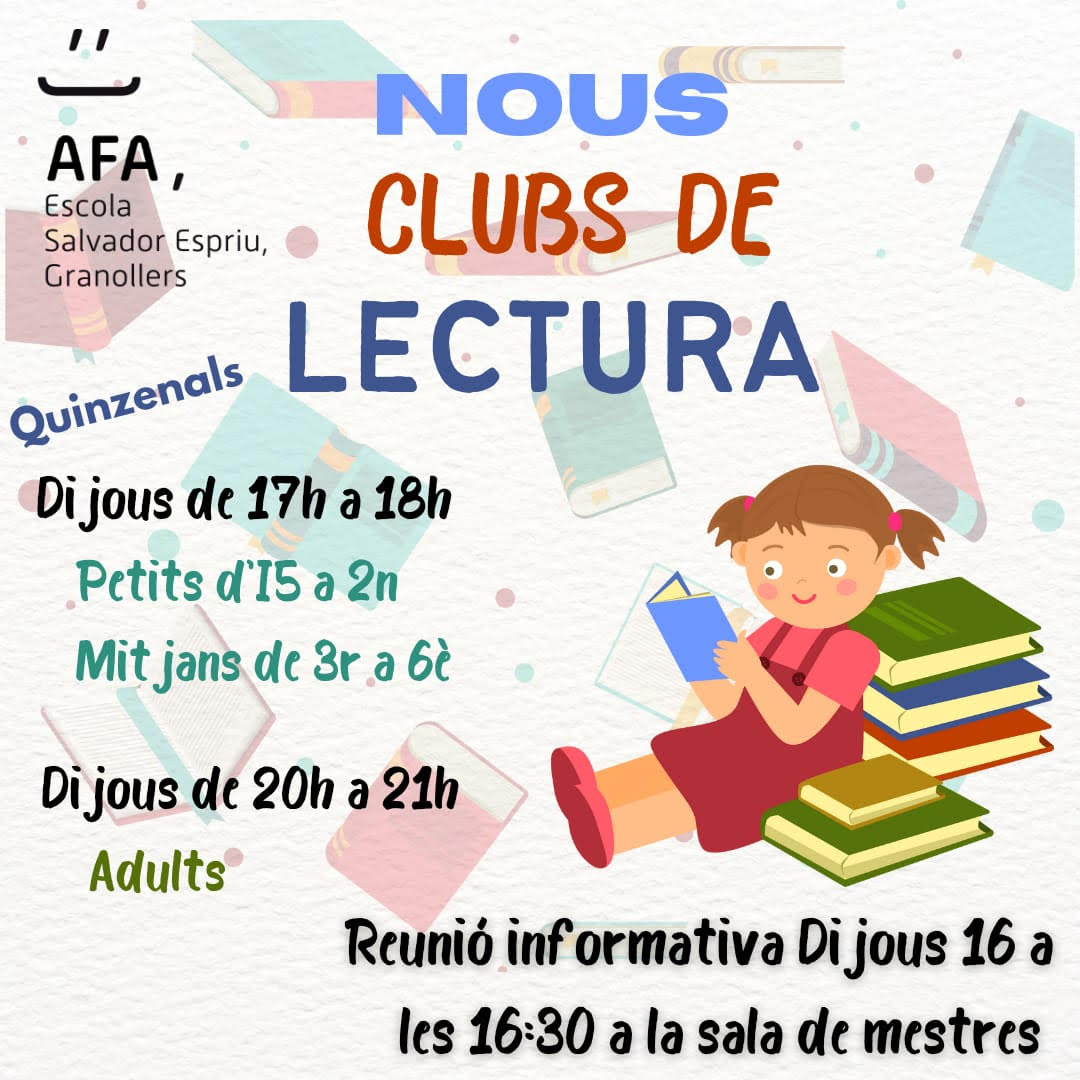 AFA,
Escola
Salvador Espriu,
Granollers
NOUS
CLUBS DE
LECTURA
Quinzenals
Dijous de 17h a 18h
Petits d'I5 a 2n
Mitjans de 3r a 6è
Dijous de 20h a 21h
Adults
Reunió informativa Dijous 16 a
les 16:30 a la sala de mestres